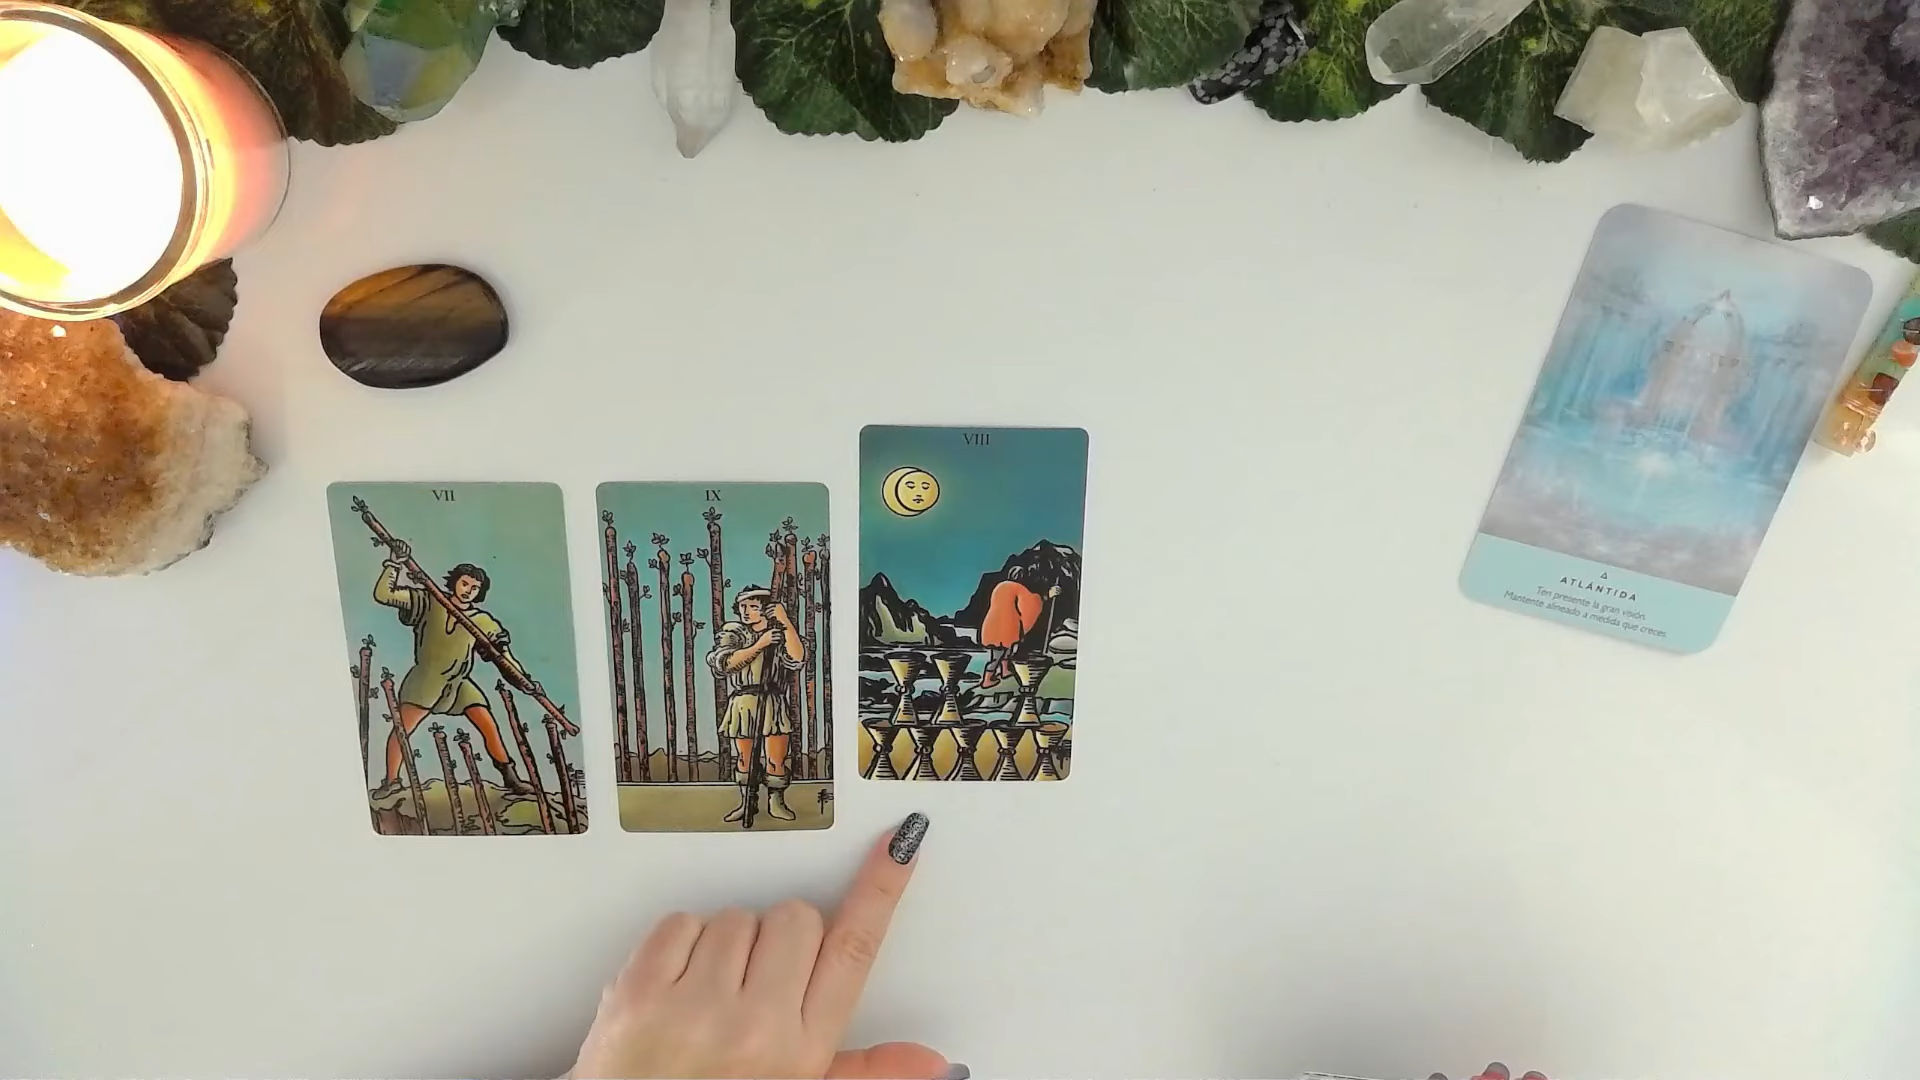 VII
IX
VIII
ATLÁNTIDA
Ten presente la gran visión.
Mantente alineado a medida que creces.